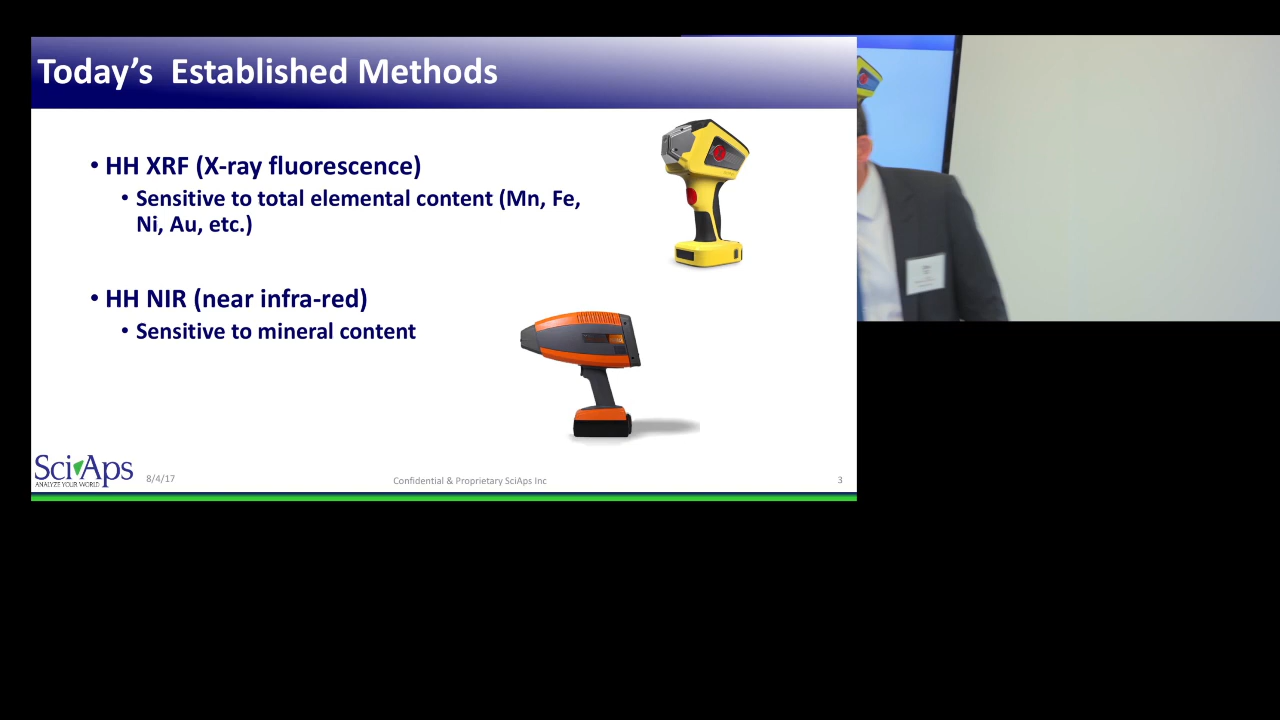 Today's  Established Methods
• HH XRF (X-ray fluorescence)
• Sensitive to total elemental content (Mn, Fe,
Ni, Au, etc.)
• HH NIR (near infra-red)
• Sensitive to mineral content
SciAps
ANALYZE YOUR WORLD
8/4/17
Confidential & Proprietary SciAps Inc
3